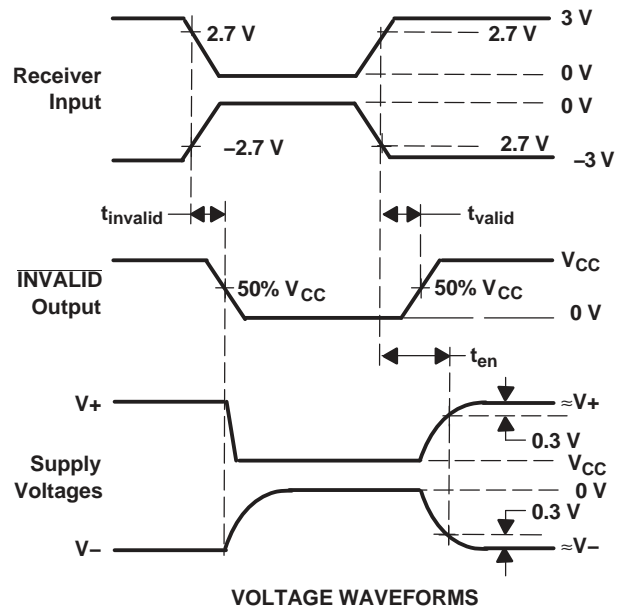 3 V
2.7 V
2.7 V
Receiver
Input
0 V
0 V
–2.7 V
2.7 V
–3 V
tinvalid
tvalid
INVALID
Output
VCC
50% VCC
50% VCC
0 V
ten
V+
≈V+
0.3 V
Supply
Voltages
VCC
0 V
0.3 V
V–
≈V–
VOLTAGE WAVEFORMS